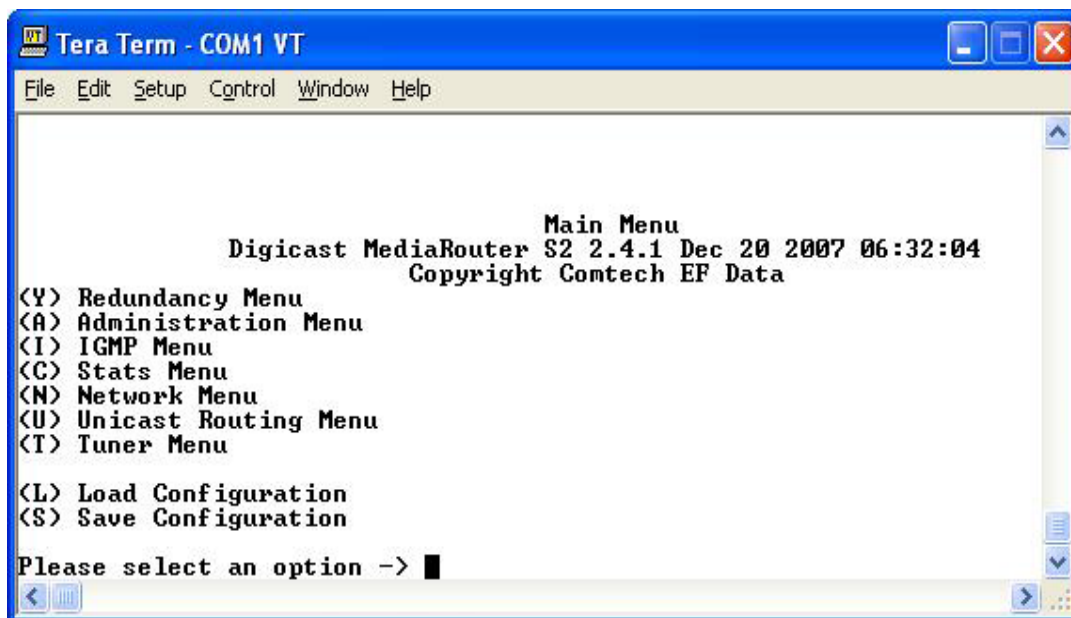 Tera Term - COM1 VT
File Edit Setup Control Window Help
Main Menu
Digicast MediaRouter S2 2.4.1 Dec 20 2007 06:32:04
Copyright Comtech EF Data
(Y) Redundancy Menu
(A) Administration Menu
(I) IGMP Menu
(C) Stats Menu
(N) Network Menu
(U) Unicast Routing Menu
(T) Tuner Menu
(L) Load Configuration
(S) Save Configuration
Please select an option ->